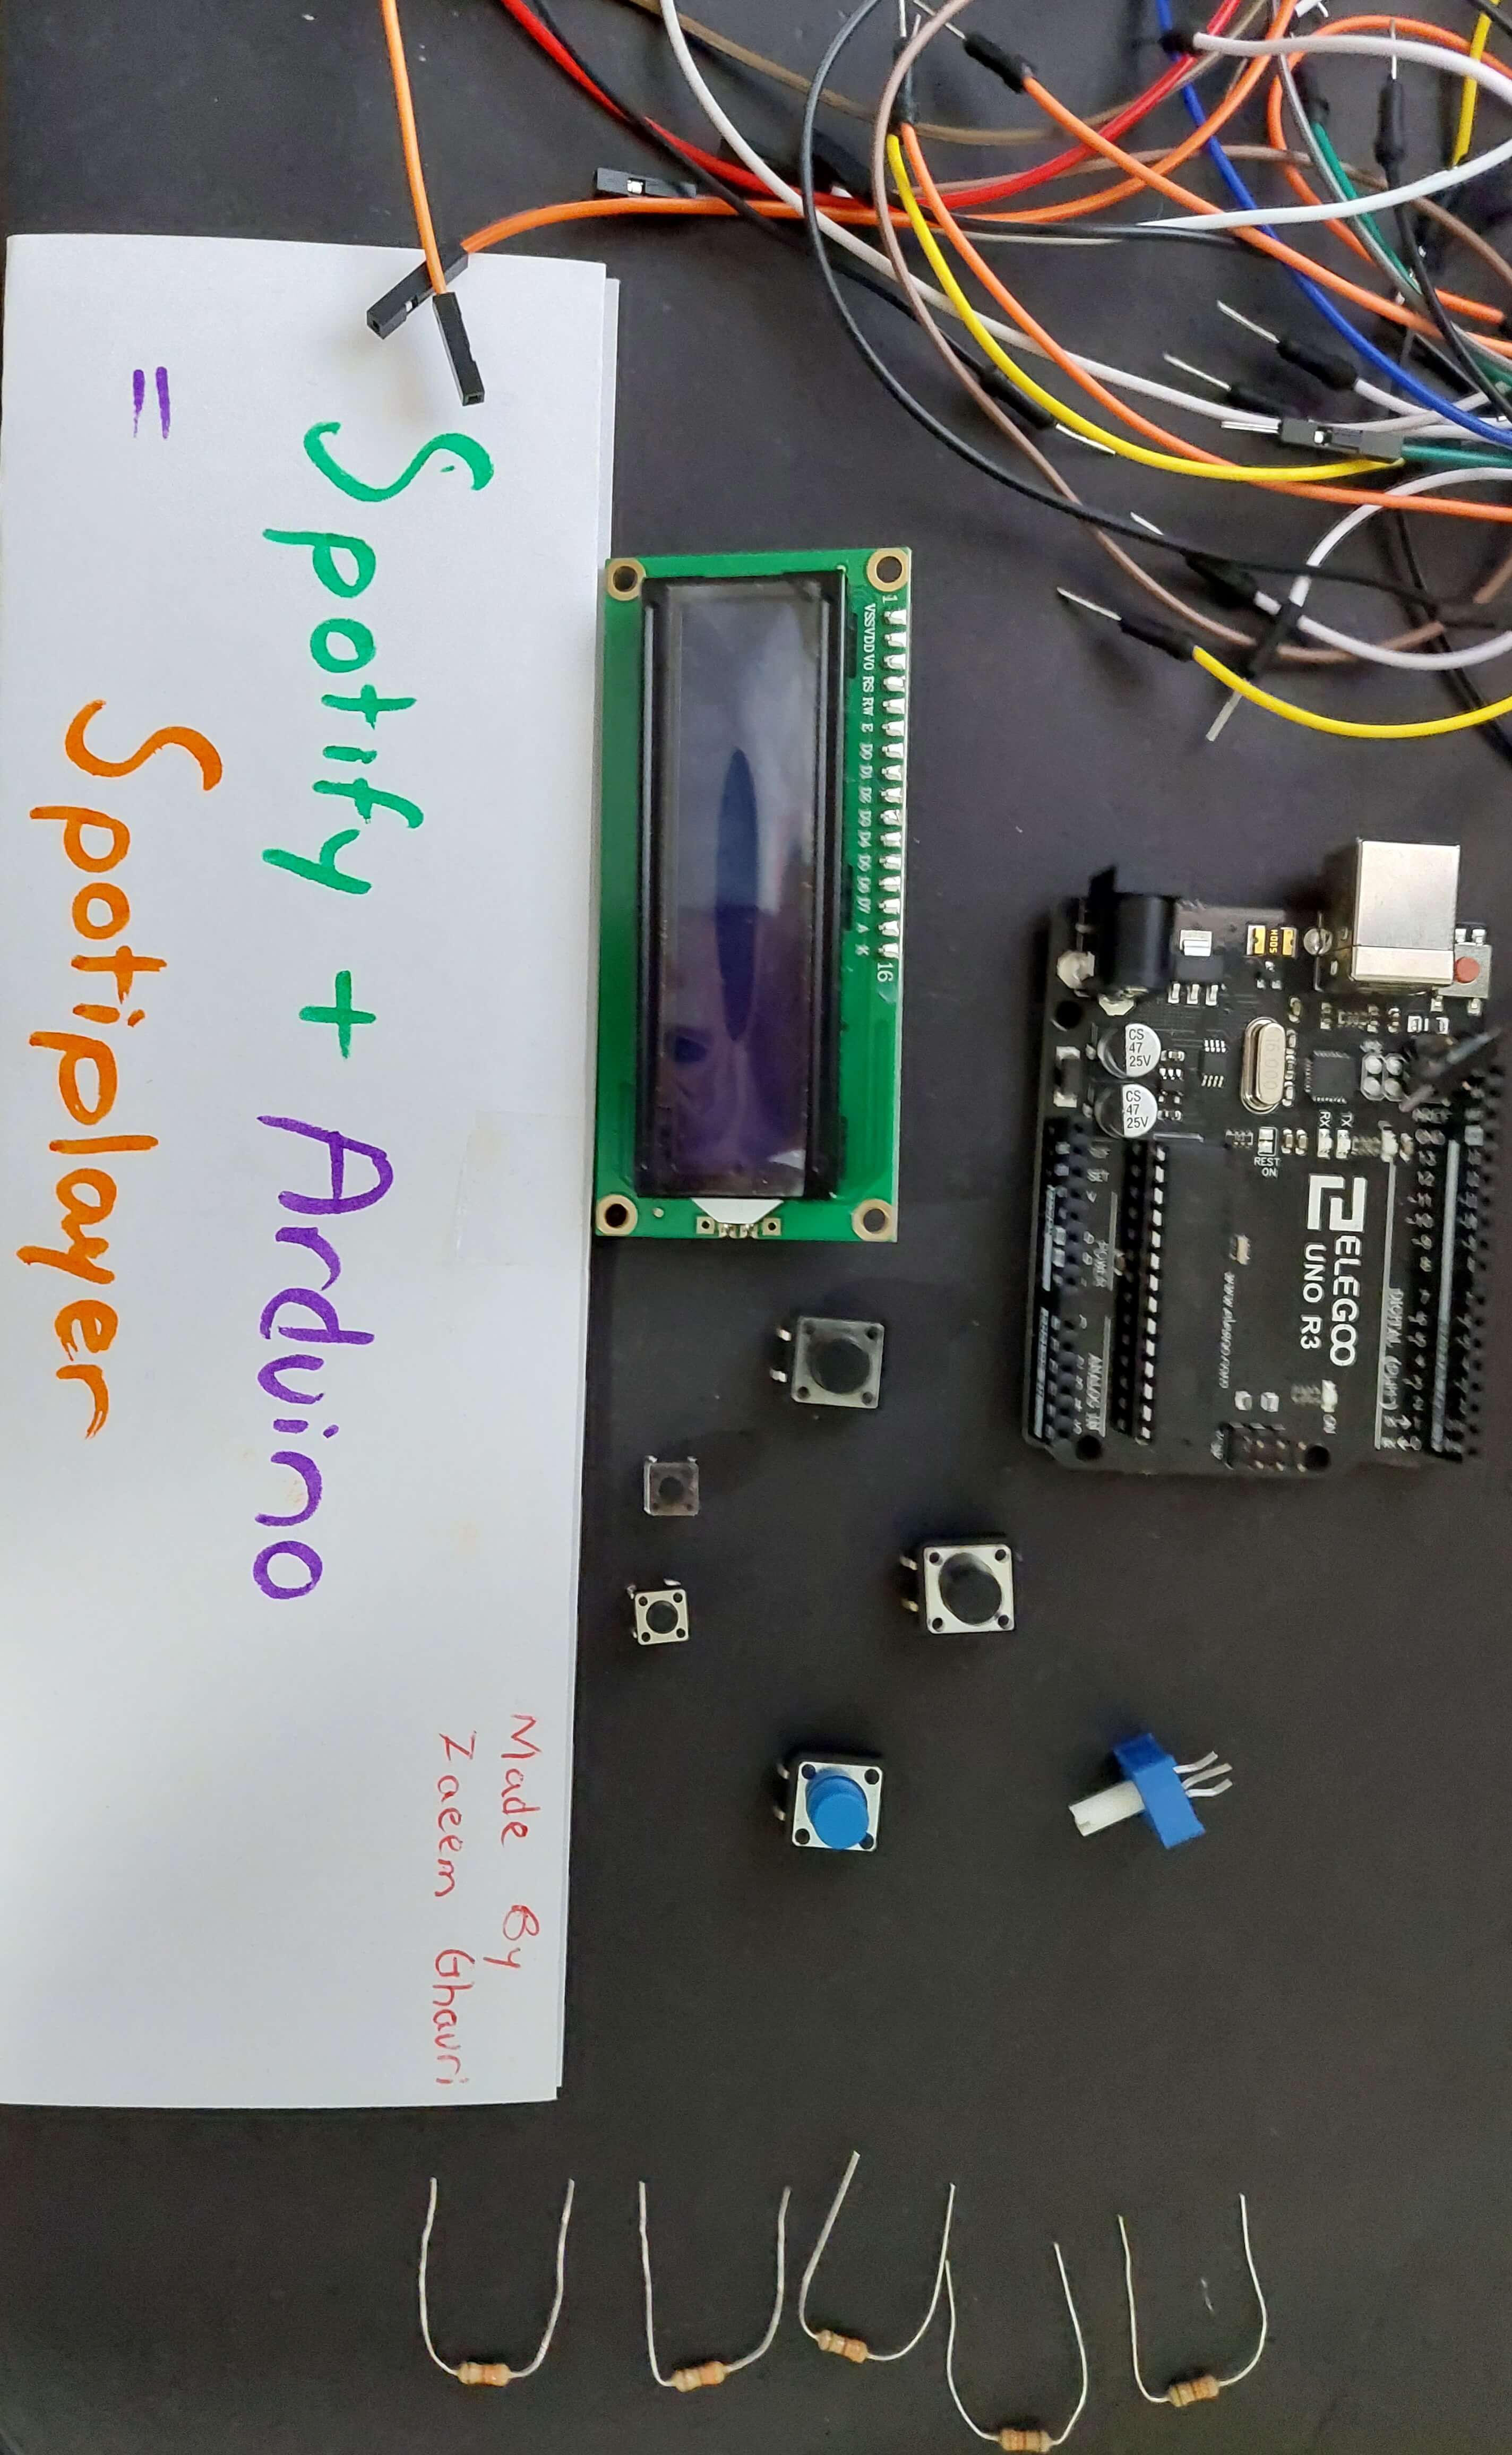 DIGITAL (PWM~)
TX
RX
ELEGOO
UNO R3
ON
16.000
www.elegoo.com
CS
47
25V
CS
47
25V
POWER
ANALOG IN
1
16
VSS VDD V0 RS RW E D0 D1 D2 D3 D4 D5 D6 D7 A K
Made By
Zaeem Ghauri
Spotify + Arduino
= Spotiplayer